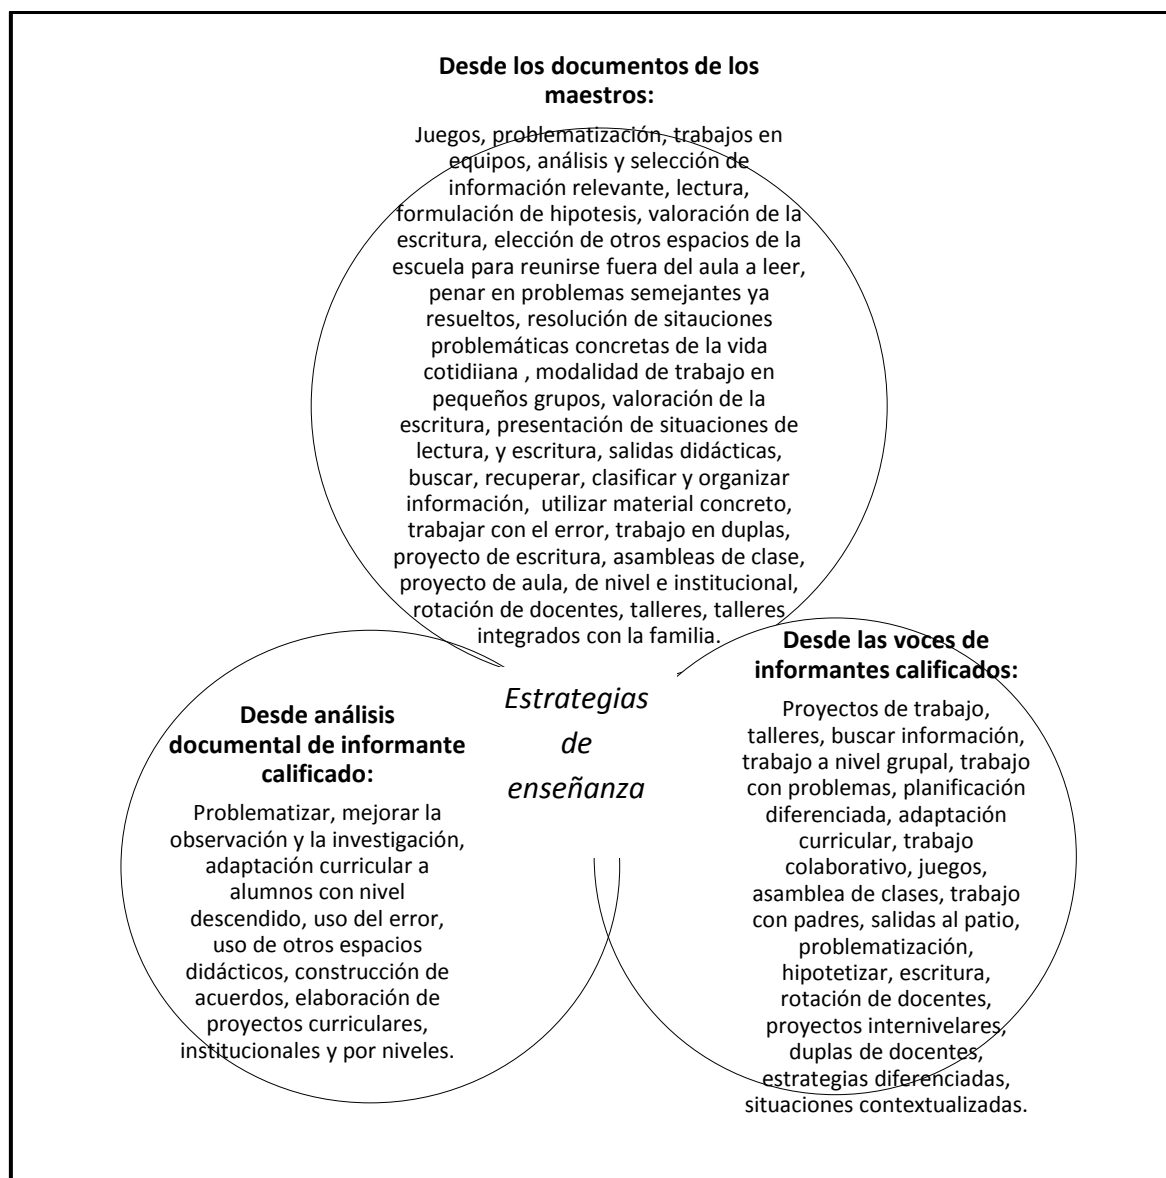 Desde los documentos de los
maestros:
Juegos, problematización, trabajos en
equipos, análisis y selección de
información relevante, lectura,
formulación de hipotesis, valoración de la
escritura, elección de otros espacios de la
escuela para reunirse fuera del aula a leer,
penar en problemas semejantes ya
resueltos, resolución de sitauciones
problemáticas concretas de la vida
cotidiiana , modalidad de trabajo en
pequeños grupos, valoración de la
escritura, presentación de situaciones de
lectura, y escritura, salidas didácticas,
buscar, recuperar, clasificar y organizar
información,  utilizar material concreto,
trabajar con el error, trabajo en duplas,
proyecto de escritura, asambleas de clase,
proyecto de aula, de nivel e institucional,
rotación de docentes, talleres, talleres
integrados con la familia.
Estrategias
de
enseñanza
Desde análisis
documental de informante
calificado:
Problematizar, mejorar la
observación y la investigación,
adaptación curricular a
alumnos con nivel
descendido, uso del error,
uso de otros espacios
didácticos, construcción de
acuerdos, elaboración de
proyectos curriculares,
institucionales y por niveles.
Desde las voces de
informantes calificados:
Proyectos de trabajo,
talleres, buscar información,
trabajo a nivel grupal, trabajo
con problemas, planificación
diferenciada, adaptación
curricular, trabajo
colaborativo, juegos,
asamblea de clases, trabajo
con padres, salidas al patio,
problematización,
hipotetizar, escritura,
rotación de docentes,
proyectos internivelares,
duplas de docentes,
estrategias diferenciadas,
situaciones contextualizadas.